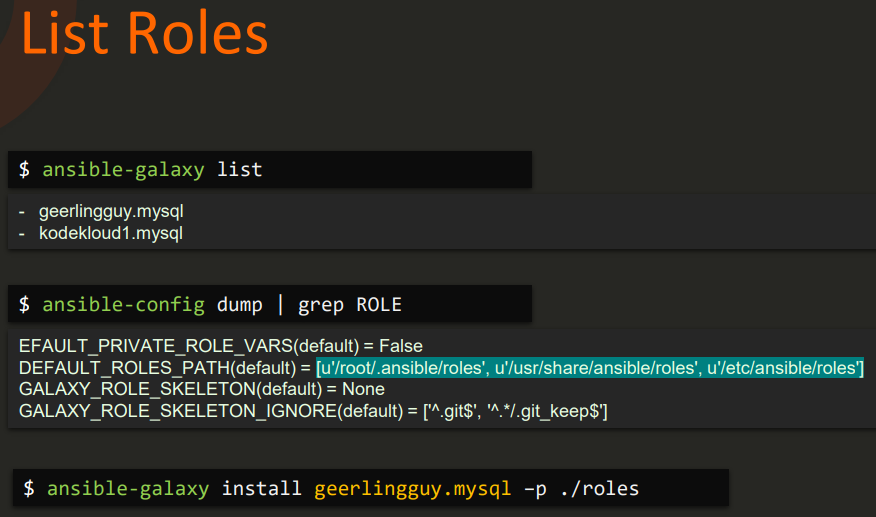 List Roles
$ ansible-galaxy list
- geerlingguy.mysql
- kodekloud1.mysql
$ ansible-config dump | grep ROLE
EFAULT_PRIVATE_ROLE_VARS(default) = False
DEFAULT_ROLES_PATH(default) = [u'/root/.ansible/roles', u'/usr/share/ansible/roles', u'/etc/ansible/roles']
GALAXY_ROLE_SKELETON(default) = None
GALAXY_ROLE_SKELETON_IGNORE(default) = ['^.git$', '^.*/.git_keep$']
$ ansible-galaxy install geerlingguy.mysql –p ./roles